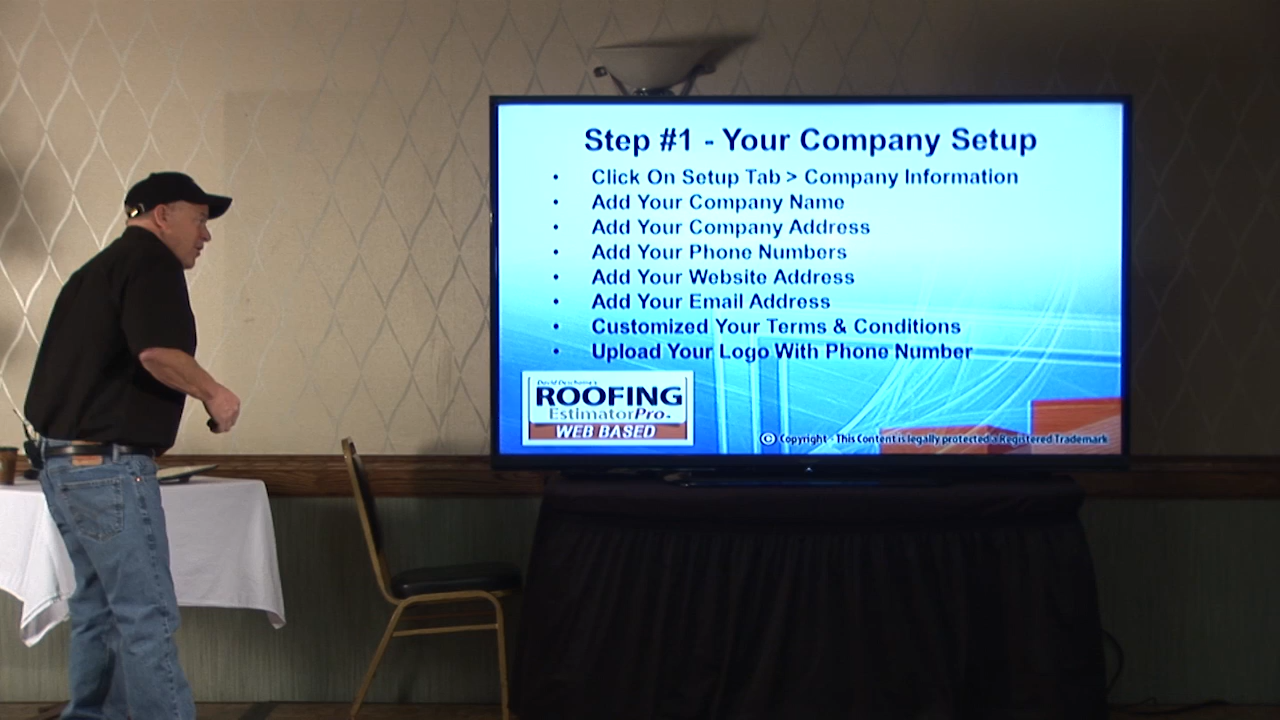 Step #1 - Your Company Setup
• Click On Setup Tab > Company Information
• Add Your Company Name
• Add Your Company Address
• Add Your Phone Numbers
• Add Your Website Address
• Add Your Email Address
• Customized Your Terms & Conditions
• Upload Your Logo With Phone Number
ROOFING
EstimatorPro
WEB BASED
© Copyright - This Content is legally protected a Registered Trademark